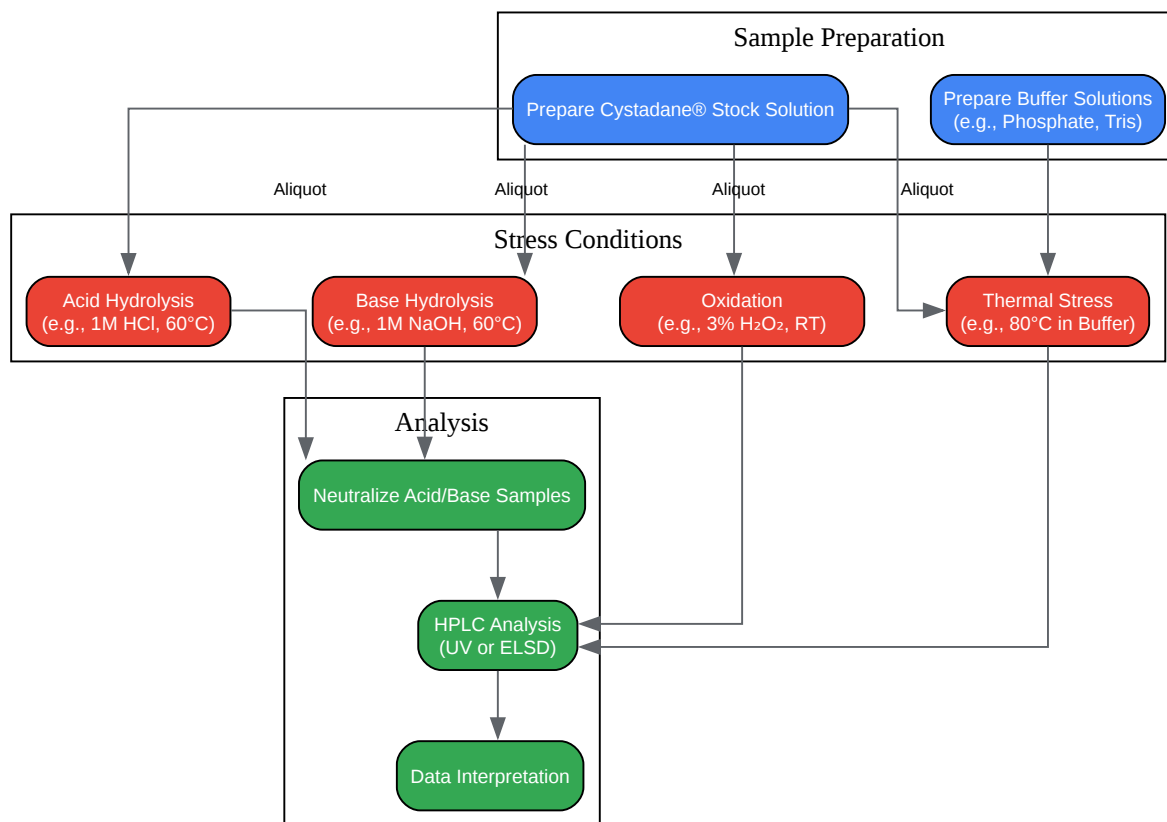 Sample Preparation
Prepare Cystadane® Stock Solution
Prepare Buffer Solutions
(e.g., Phosphate, Tris)
Aliquot
Aliquot
Aliquot
Aliquot
Stress Conditions
Acid Hydrolysis
(e.g., 1M HCl, 60°C)
Base Hydrolysis
(e.g., 1M NaOH, 60°C)
Oxidation
(e.g., 3% H₂O₂, RT)
Thermal Stress
(e.g., 80°C in Buffer)
Analysis
Neutralize Acid/Base Samples
HPLC Analysis
(UV or ELSD)
Data Interpretation